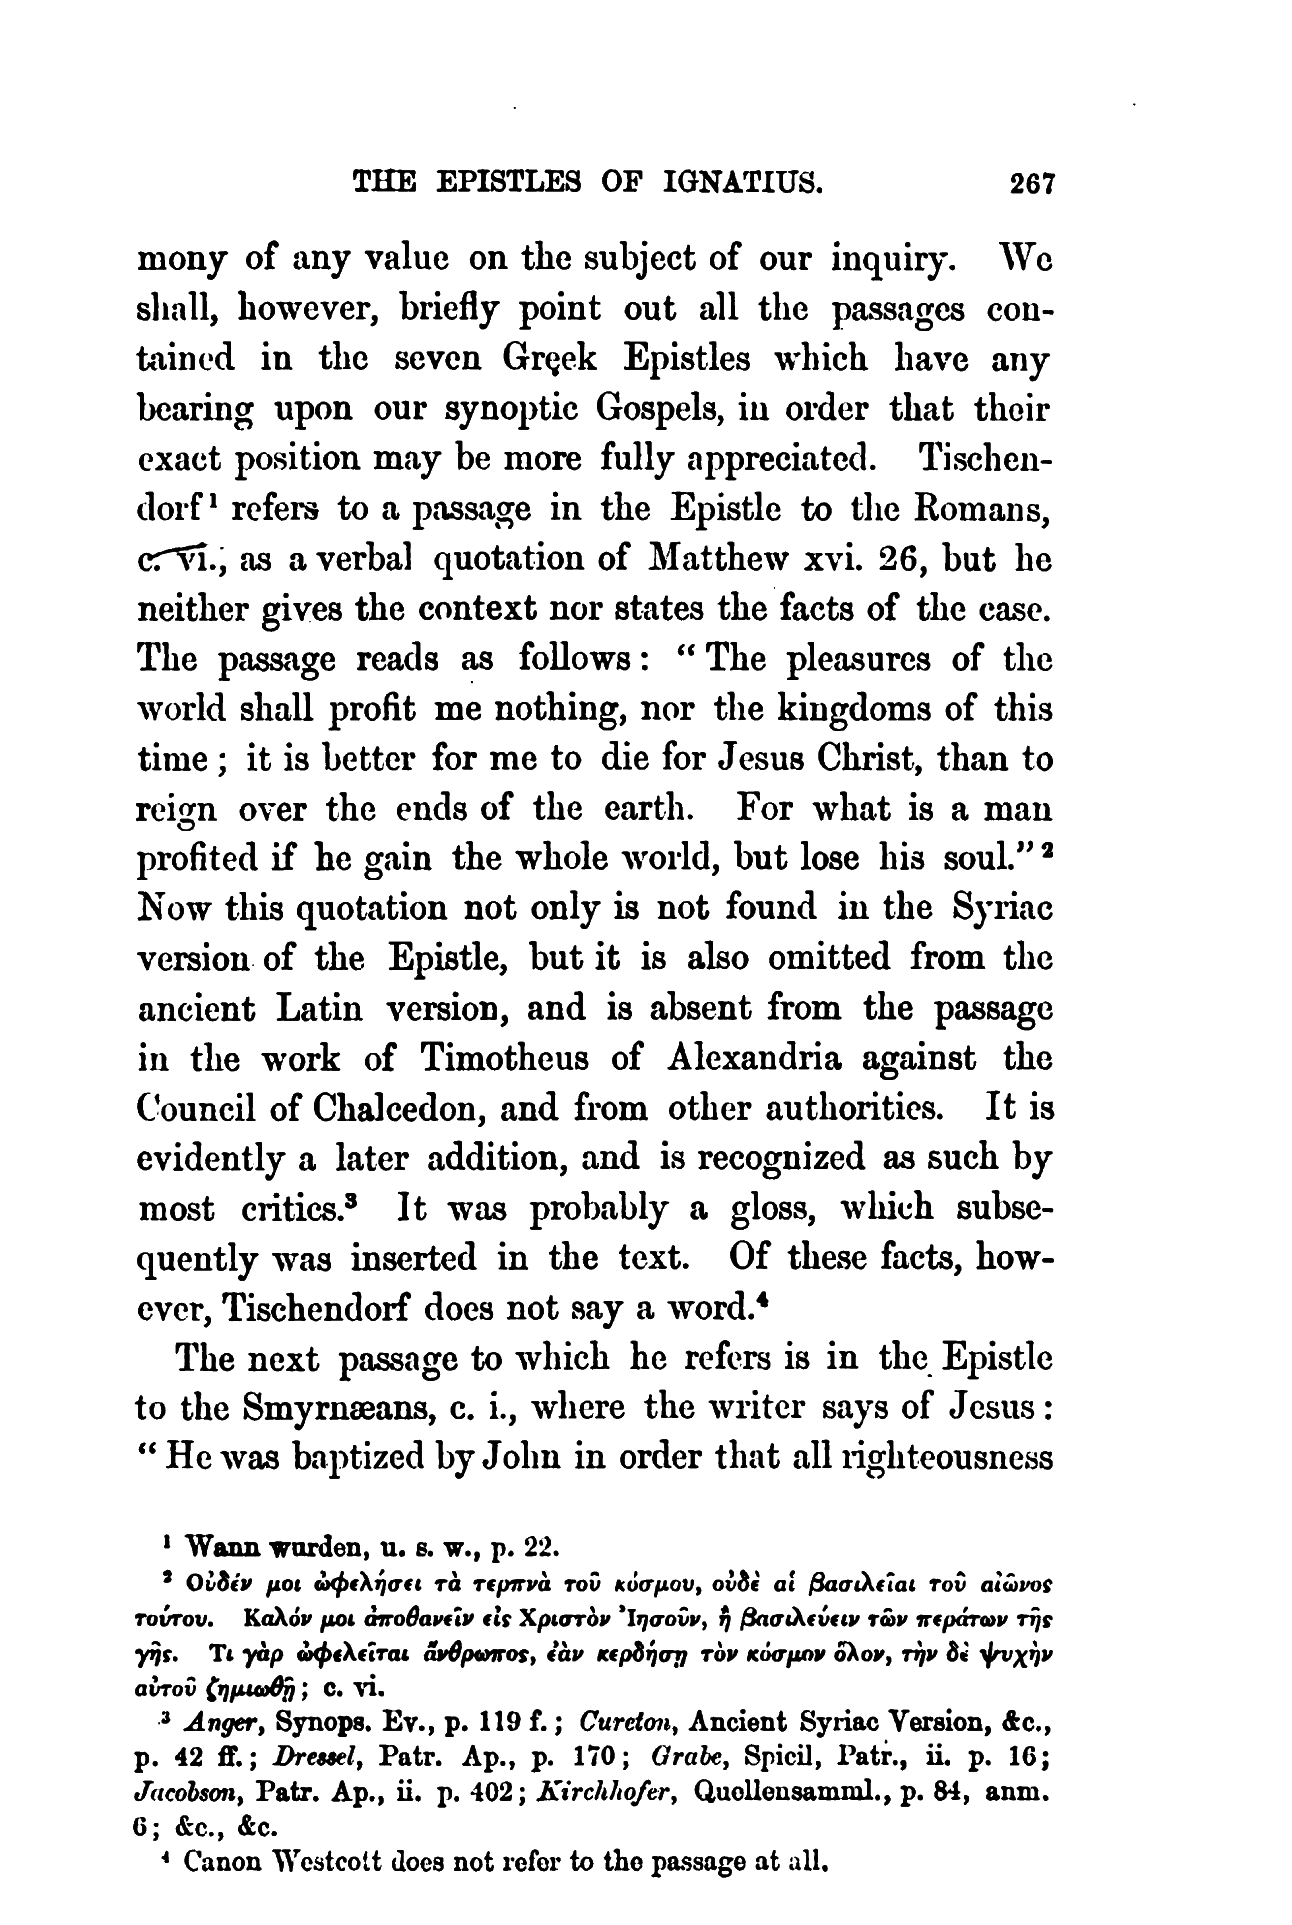 THE EPISTLES OF IGNATIUS. 267
mony of any value on the subject of our inquiry. We
shall, however, briefly point out all the passages con-
tained in the seven Greek Epistles which have any
bearing upon our synoptic Gospels, in order that their
exact position may be more fully appreciated. Tischen-
dorf¹ refers to a passage in the Epistle to the Romans,
c. vi., as a verbal quotation of Matthew xvi. 26, but he
neither gives the context nor states the facts of the case.
The passage reads as follows: “The pleasures of the
world shall profit me nothing, nor the kingdoms of this
time; it is better for me to die for Jesus Christ, than to
reign over the ends of the earth. For what is a man
profited if he gain the whole world, but lose his soul.”²
Now this quotation not only is not found in the Syriac
version of the Epistle, but it is also omitted from the
ancient Latin version, and is absent from the passage
in the work of Timotheus of Alexandria against the
Council of Chalcedon, and from other authorities. It is
evidently a later addition, and is recognized as such by
most critics.³ It was probably a gloss, which subse-
quently was inserted in the text. Of these facts, how-
ever, Tischendorf does not say a word.⁴
The next passage to which he refers is in the Epistle
to the Smyrnæans, c. i., where the writer says of Jesus:
“He was baptized by John in order that all righteousness
¹ Wann wurden, u. s. w., p. 22.
² Οὐδέν μοι ὠφελήσει τὰ τερπνὰ τοῦ κόσμου, οὐδὲ αἱ βασιλεῖαι τοῦ αἰῶνος
τούτου. Καλόν μοι ἀποθανεῖν εἰς Χριστὸν Ἰησοῦν, ἢ βασιλεύειν τῶν περάτων τῆς
γῆς. Τι γὰρ ὠφελεῖται ἄνθρωπος, ἐὰν κερδήσῃ τὸν κόσμον ὅλον, τὴν δὲ ψυχὴν
αὐτοῦ ζημιωθῇ; c. vi.
³ Anger, Synops. Ev., p. 119 f.; Cureton, Ancient Syriac Version, &c.,
p. 42 ff.; Dressel, Patr. Ap., p. 170; Grabe, Spicil, Patr., ii. p. 16;
Jacobson, Patr. Ap., ii. p. 402; Kirchhofer, Quellensamml., p. 84, anm.
6; &c., &c.
⁴ Canon Westcott does not refer to the passage at all.